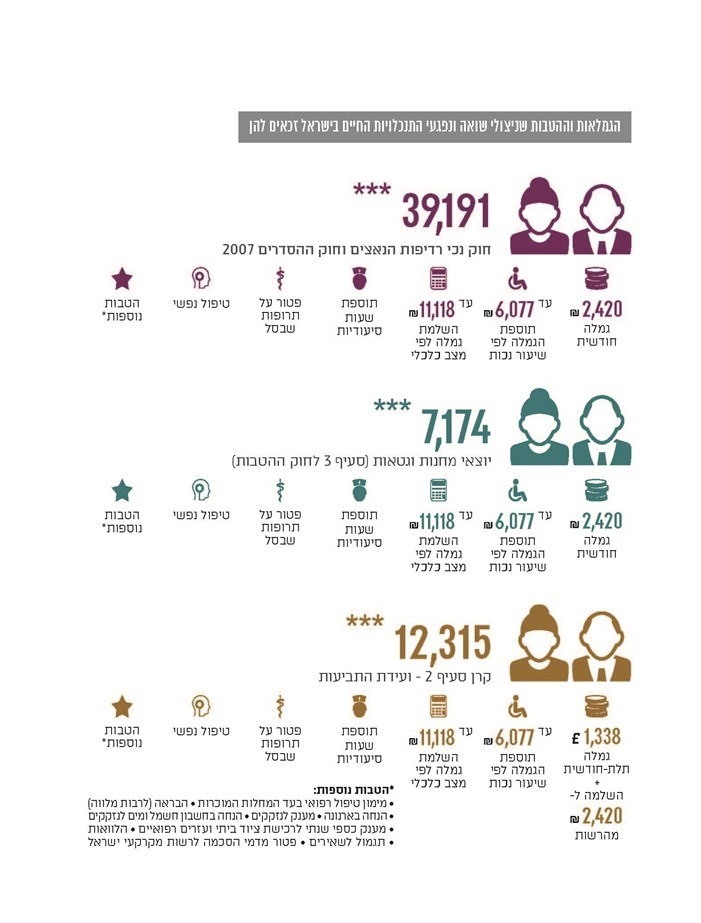 הגמלאות וההטבות שניצולי שואה ונפגעי התנכלויות החיים בישראל זכאים להן
39,191 ***
חוק נכי רדיפות הנאצים וחוק ההסדרים 2007
2,420 ₪
גמלה
חודשית
עד 6,077 ₪
תוספת
הגמלה לפי
שיעור נכות
עד 11,118 ₪
השלמת
גמלה לפי
מצב כלכלי
תוספת
שעות
סיעודיות
פטור על
תרופות
שבסל
טיפול נפשי
הטבות
נוספות*
7,174 ***
יוצאי מחנות וגטאות (סעיף 3 לחוק ההטבות)
2,420 ₪
גמלה
חודשית
עד 6,077 ₪
תוספת
הגמלה לפי
שיעור נכות
עד 11,118 ₪
השלמת
גמלה לפי
מצב כלכלי
תוספת
שעות
סיעודיות
פטור על
תרופות
שבסל
טיפול נפשי
הטבות
נוספות*
12,315 ***
קרן סעיף 2 - ועידת התביעות
1,338 £
גמלה
תלת-חודשית
+
השלמה ל-
2,420 ₪
מהרשות
עד 6,077 ₪
תוספת
הגמלה לפי
שיעור נכות
עד 11,118 ₪
השלמת
גמלה לפי
מצב כלכלי
תוספת
שעות
סיעודיות
פטור על
תרופות
שבסל
טיפול נפשי
הטבות
נוספות*
*הטבות נוספות:
• מימון טיפול רפואי בעד המחלות המוכרות • הבראה (לרבות מלווה)
• הנחה בארנונה • מענק לנזקקים • הנחה בחשבון חשמל ומים לנזקקים
• מענק כספי שנתי לרכישת ציוד ביתי ועזרים רפואיים • הלוואות
• תגמול לשאירים • פטור מדמי הסכמה לרשות מקרקעי ישראל